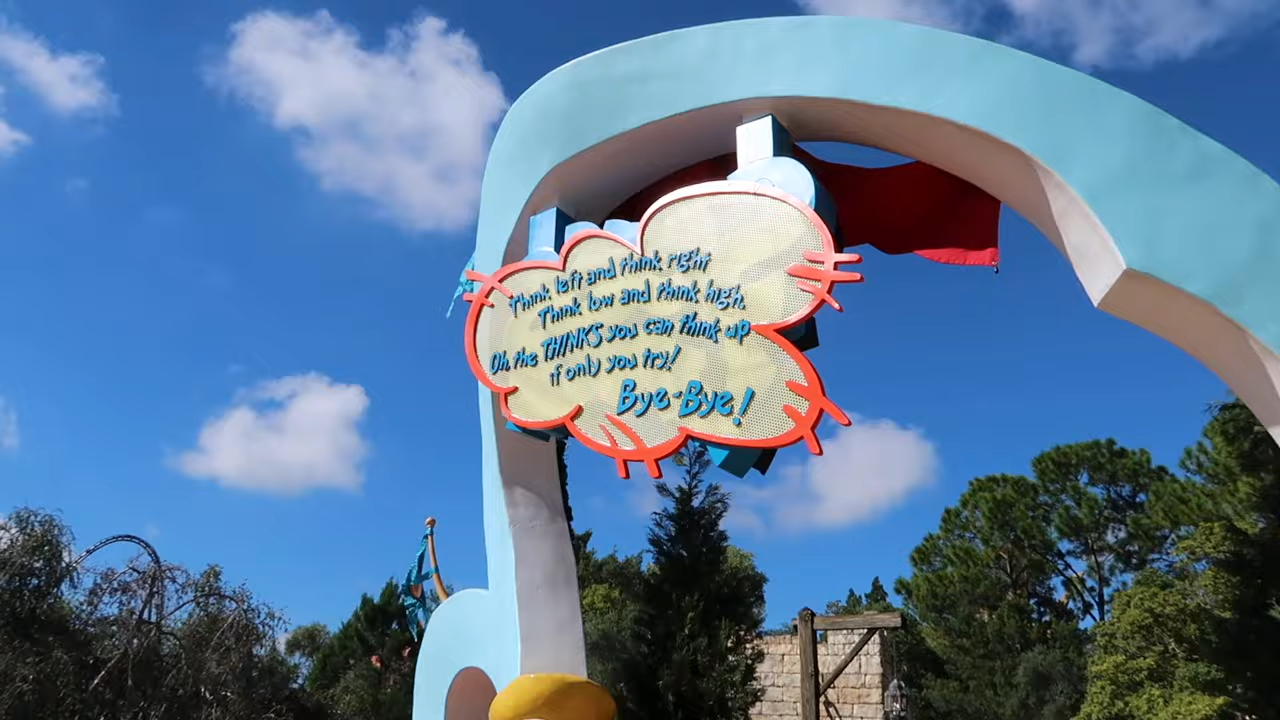 Think left and think right
Think low and think high.
Oh the THINKS you can think up
if only you try!
Bye-Bye!